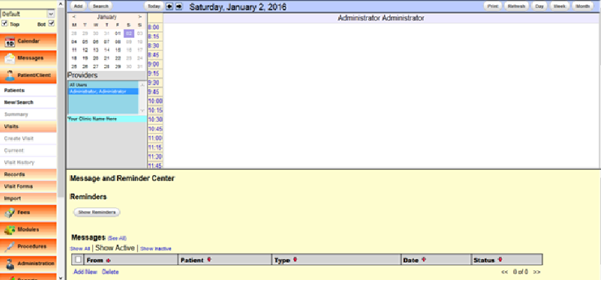 Default
Top Bot
Calendar
Messages
Patient/Client
Patients
New Search
Summary
Visits
Create Visit
Current
Visit History
Records
Visit Forms
Import
Fees
Modules
Procedures
Administration
Add Search
< January >
M T W T F S S
04 05 06 07 08 09 10
11 12 13 14 15 16 17
18 19 20 21 22 23 24
25 26 27 28 29 30 31
Providers
All Users
Administrator, Administrator
*Your Clinic Name Here
Today Saturday, January 2, 2016 Print Refresh Day Week Month
Administrator Administrator
8:00
8:15
8:30
8:45
9:00
9:15
9:30
9:45
10:00
10:15
10:30
10:45
11:00
11:15
11:30
11:45
Message and Reminder Center
Reminders
Show Reminders
Messages (See All)
Show All | Show Active | Show Inactive
From Patient Type Date Status
Add New Delete << 0 of 0 >>